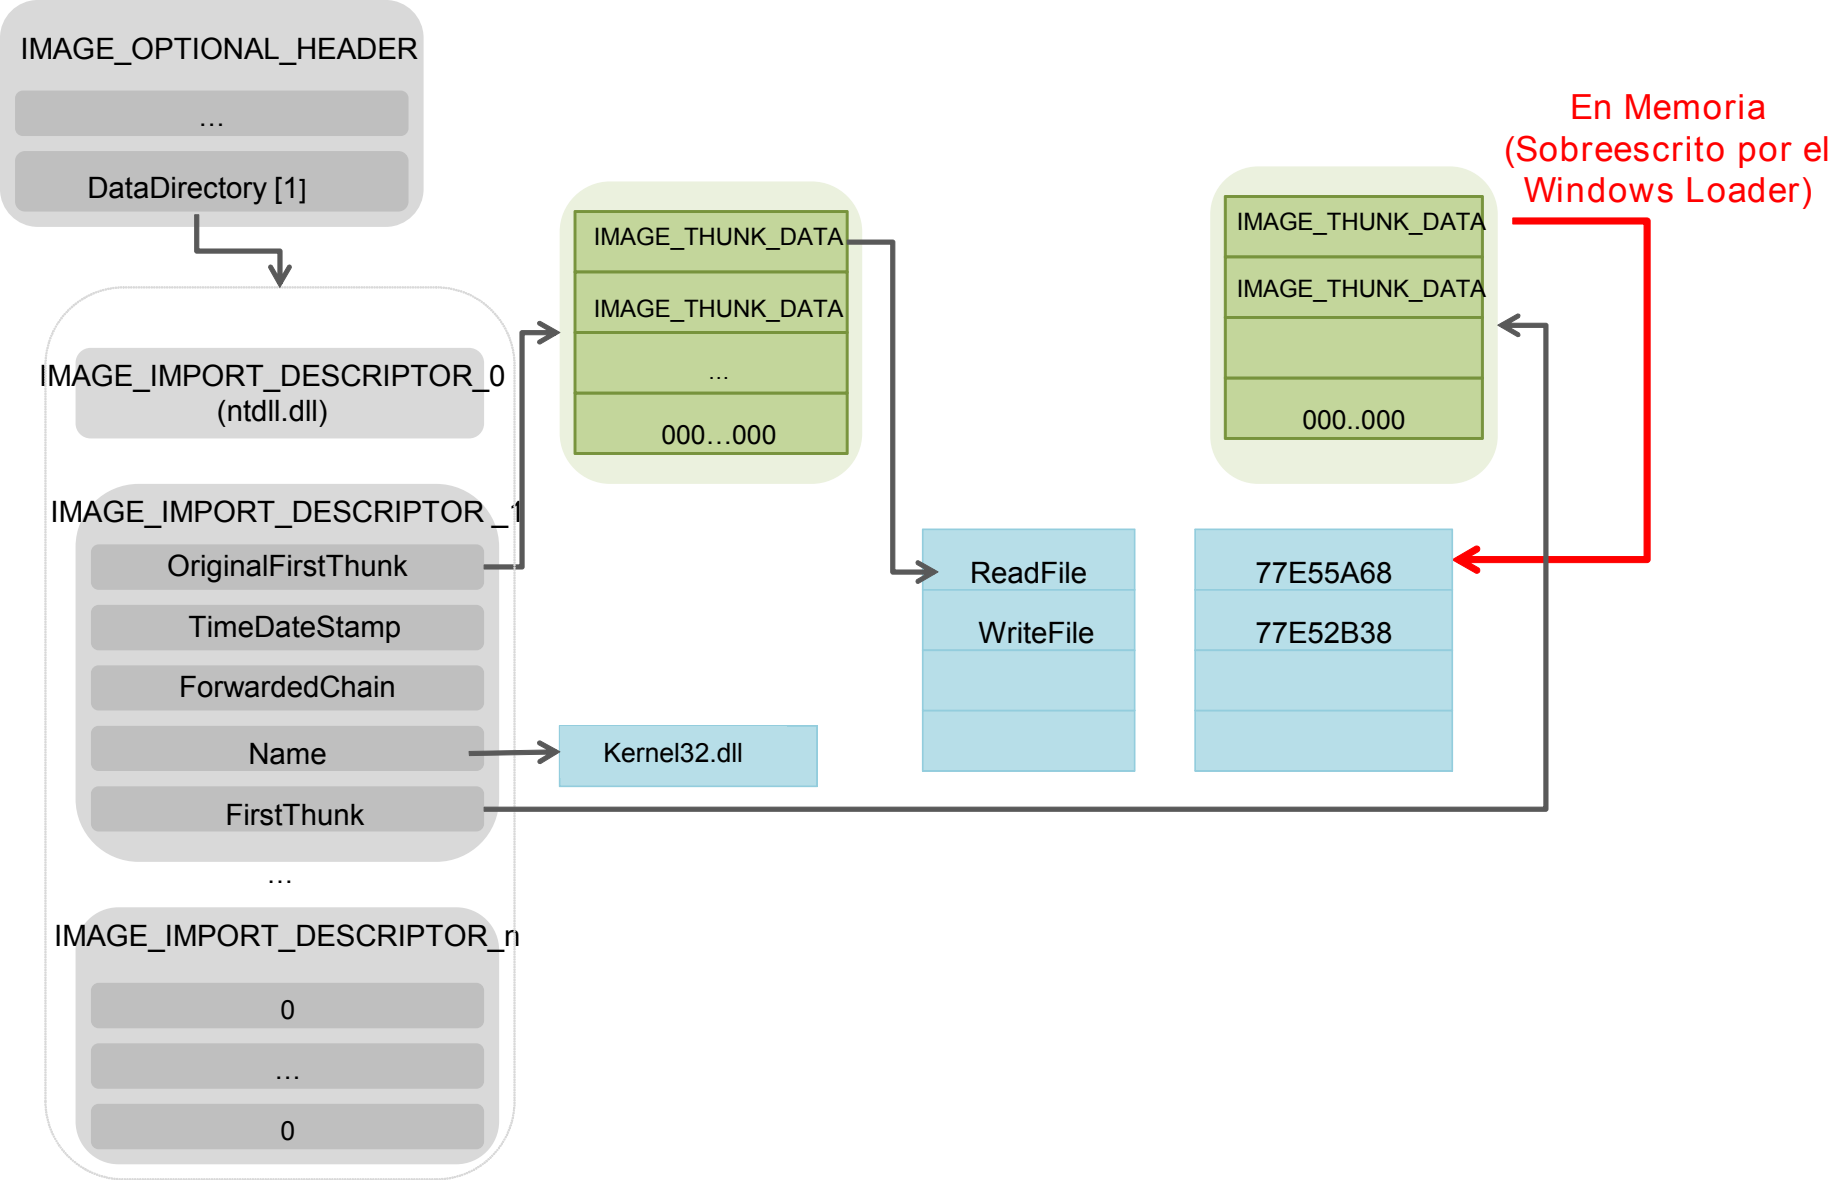 IMAGE_OPTIONAL_HEADER
…
DataDirectory [1]
IMAGE_IMPORT_DESCRIPTOR_0
(ntdll.dll)
IMAGE_IMPORT_DESCRIPTOR _1
OriginalFirstThunk
TimeDateStamp
ForwardedChain
Name
FirstThunk
…
IMAGE_IMPORT_DESCRIPTOR_n
0
…
0
IMAGE_THUNK_DATA
IMAGE_THUNK_DATA
…
000…000
Kernel32.dll
ReadFile
WriteFile
IMAGE_THUNK_DATA
IMAGE_THUNK_DATA
000..000
77E55A68
77E52B38
En Memoria
(Sobreescrito por el
Windows Loader)